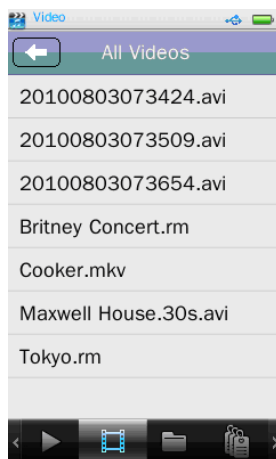 Video
All Videos
20100803073424.avi
20100803073509.avi
20100803073654.avi
Britney Concert.rm
Cooker.mkv
Maxwell House.30s.avi
Tokyo.rm